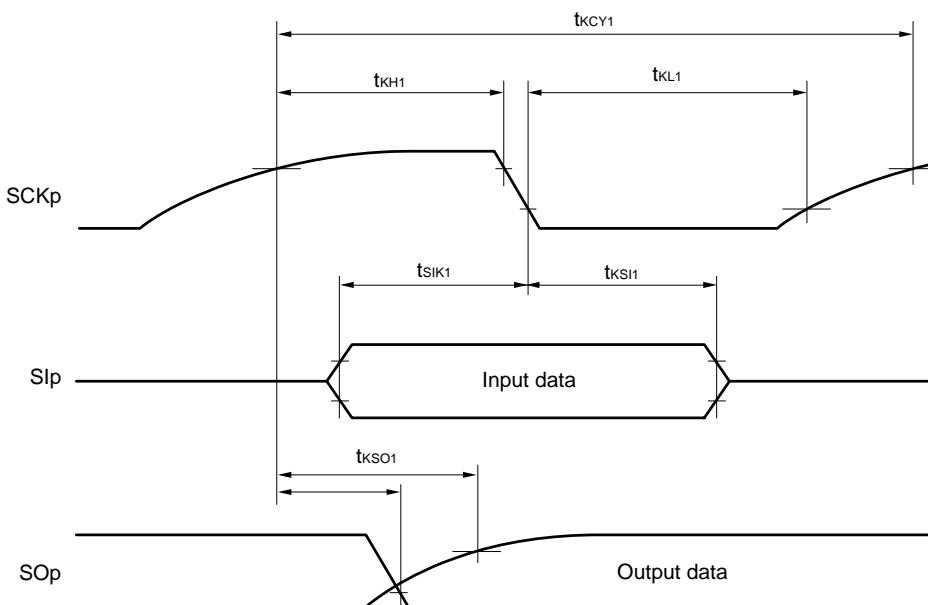 tKCY1
tKH1
tKL1
SCKp
tSIK1
tKSI1
SIp
Input data
tKSO1
SOp
Output data